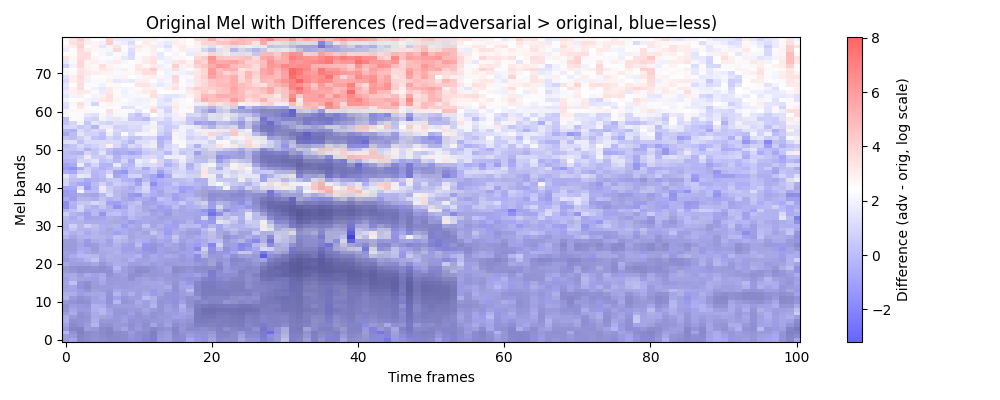 Original Mel with Differences (red=adversarial > original, blue=less)
Mel bands
70
60
50
40
30
20
10
0
0 20 40 60 80 100
Time frames
8
6
4
2
0
−2
Difference (adv - orig, log scale)